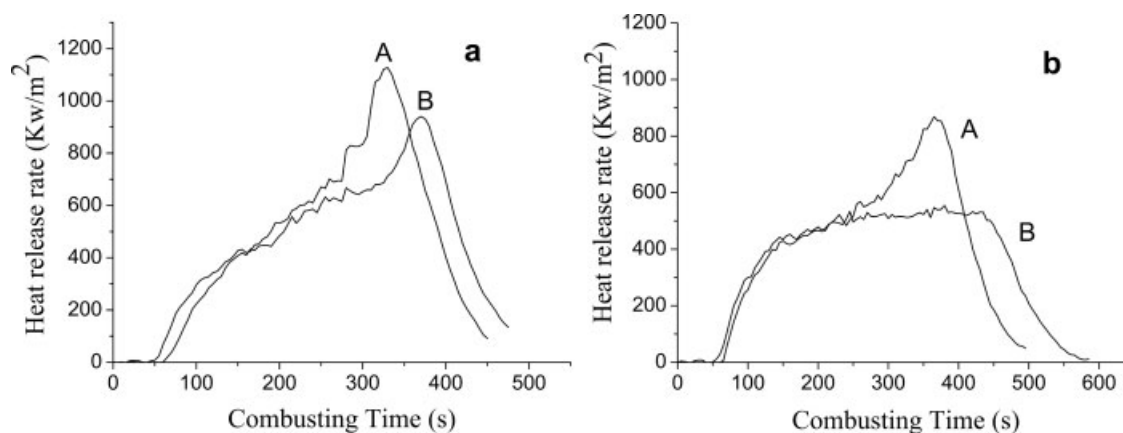 a
A
B
1200
1000
800
600
400
200
0
0 100 200 300 400 500
Heat release rate (Kw/m²)
Combusting Time (s)
b
A
B
1200
1000
800
600
400
200
0
0 100 200 300 400 500 600
Heat release rate (Kw/m²)
Combusting Time (s)